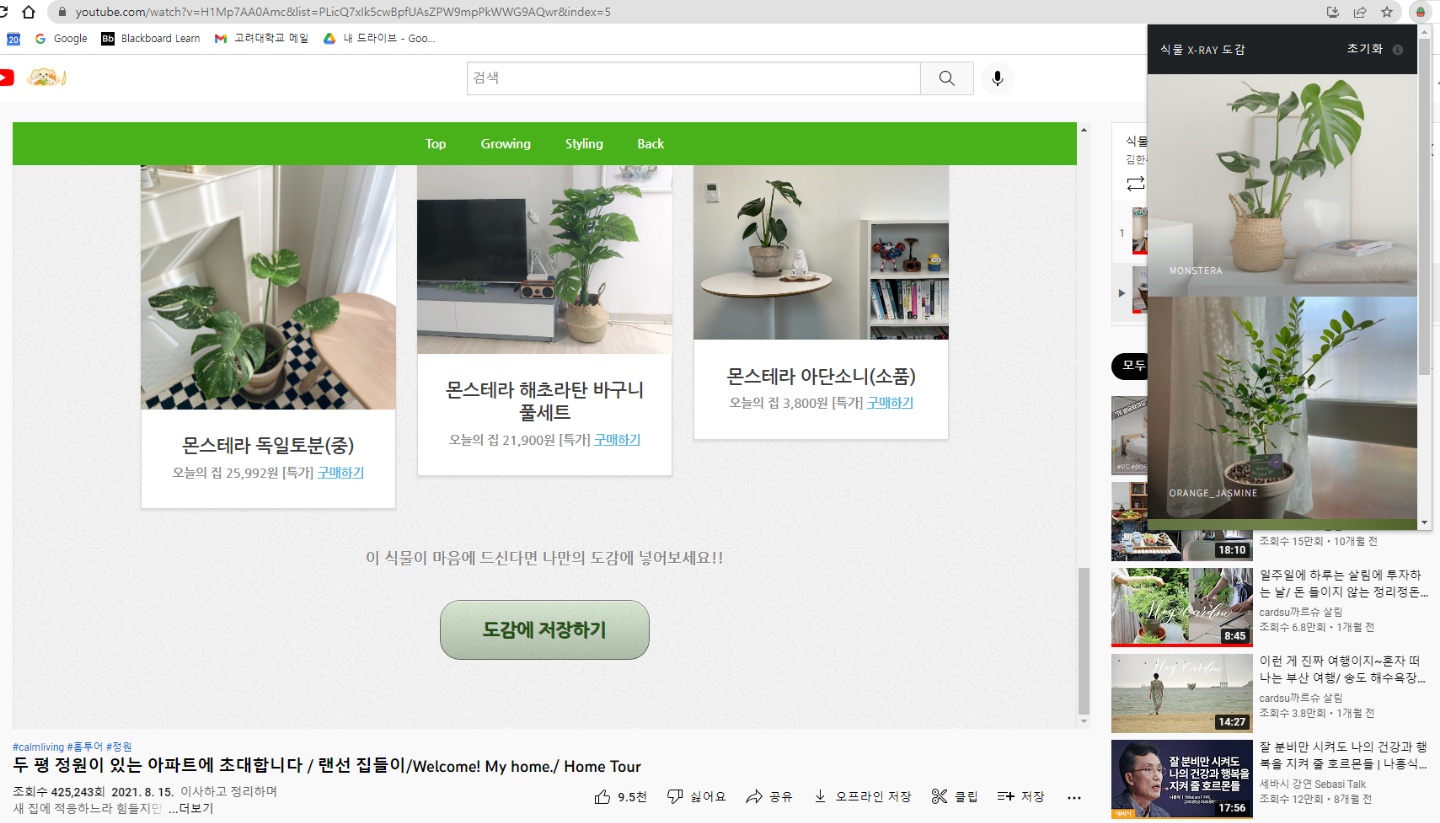 youtube.com/watch?v=H1Mp7AA0Amc&list=PLicQ7xIk5cwBpfUAsZPW9mpPkWWG9AQwr&index=5
20
Google
Bb Blackboard Learn
고려대학교 메일
내 드라이브 - Goo...
검색
식물 X-RAY 도감
초기화
Top
Growing
Styling
Back
몬스테라 독일토분(중)
오늘의 집 25,992원 [특가] 구매하기
몬스테라 해초라탄 바구니
풀세트
오늘의 집 21,900원 [특가] 구매하기
몬스테라 아단소니(소품)
오늘의 집 3,800원 [특가] 구매하기
이 식물이 마음에 드신다면 나만의 도감에 넣어보세요!!
도감에 저장하기
MONSTERA
ORANGE_JASMINE
식물
김한
1
모두
#calmliving #홈투어 #정원
두 평 정원이 있는 아파트에 초대합니다 / 랜선 집들이/Welcome! My home./ Home Tour
조회수 425,243회 2021. 8. 15. 이사하고 정리하며
새 집에 적응하느라 힘들지만 ...더보기
9.5천
싫어요
공유
오프라인 저장
클립
저장
18:10
조회수 15만회 • 10개월 전
8:45
일주일에 하루는 살림에 투자하
는 날/ 돈 들이지 않는 정리정돈...
cardsu까르슈 살림
조회수 6.8만회 • 1개월 전
14:27
이런 게 진짜 여행이지~혼자 떠
나는 부산 여행/ 송도 해수욕장...
cardsu까르슈 살림
조회수 3.8만회 • 1개월 전
잘 분비만 시켜도
나의 건강과 행복을
지켜 줄 호르몬들
17:56
잘 분비만 시켜도 나의 건강과 행
복을 지켜 줄 호르몬들 | 나흥식...
세바시 강연 Sebasi Talk
조회수 12만회 • 8개월 전